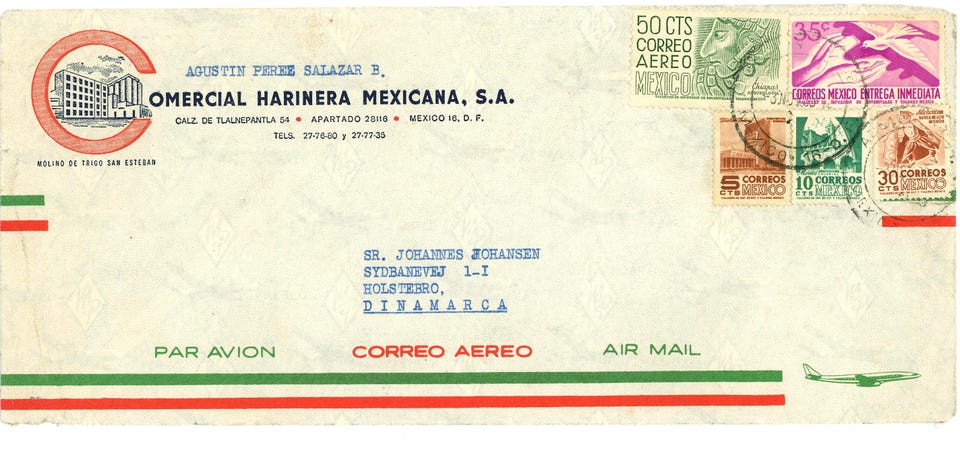 AGUSTIN PEREZ SALAZAR B.
COMERCIAL HARINERA MEXICANA, S.A.
CALZ. DE TLALNEPANTLA 54 • APARTADO 28116 • MEXICO 16, D. F.
TELS. 27-76-80 y 27-77-35
MOLINO DE TRIGO SAN ESTEBAN
50 CTS
CORREO
AEREO
MEXICO
Chiapas
35c
CORREOS MEXICO ENTREGA INMEDIATA
5 CORREOS
CTS MEXICO
10 CORREOS
CTS MEXICO
30 CORREOS
CTS MEXICO
SR. JOHANNES JOHANSEN
SYDBANEVEJ 1-I
HOLSTEBRO,
DINAMARCA
PAR AVION
CORREO AEREO
AIR MAIL